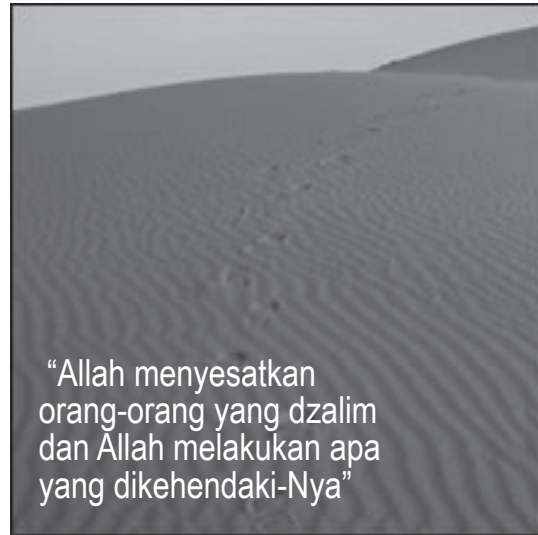 “Allah menyesatkan
orang-orang yang dzalim
dan Allah melakukan apa
yang dikehendaki-Nya”